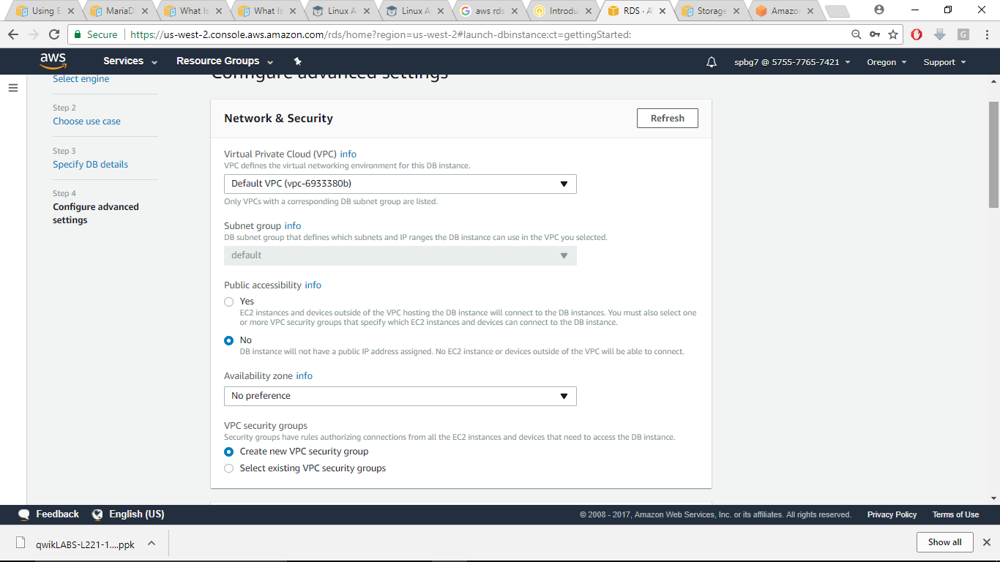 Using E
MariaD
What Is
What Is
Linux A
Linux A
aws rds
Introdu
RDS · A
Storage
Amazon
Secure
https://us-west-2.console.aws.amazon.com/rds/home?region=us-west-2#launch-dbinstance:ct=gettingStarted:
G
aws
Services
Resource Groups
spbg7 @ 5755-7765-7421
Oregon
Support
Select engine
Step 2
Choose use case
Step 3
Specify DB details
Step 4
Configure advanced
settings
Configure advanced settings
Network & Security
Refresh
Virtual Private Cloud (VPC) info
VPC defines the virtual networking environment for this DB instance.
Default VPC (vpc-6933380b)
Only VPCs with a corresponding DB subnet group are listed.
Subnet group info
DB subnet group that defines which subnets and IP ranges the DB instance can use in the VPC you selected.
default
Public accessibility info
Yes
EC2 instances and devices outside of the VPC hosting the DB instance will connect to the DB instances. You must also select one
or more VPC security groups that specify which EC2 instances and devices can connect to the DB instance.
No
DB instance will not have a public IP address assigned. No EC2 instance or devices outside of the VPC will be able to connect.
Availability zone info
No preference
VPC security groups
Security groups have rules authorizing connections from all the EC2 instances and devices that need to access the DB instance.
Create new VPC security group
Select existing VPC security groups
Feedback
English (US)
© 2008 - 2017, Amazon Web Services, Inc. or its affiliates. All rights reserved.
Privacy Policy
Terms of Use
qwikLABS-L221-1....ppk
Show all